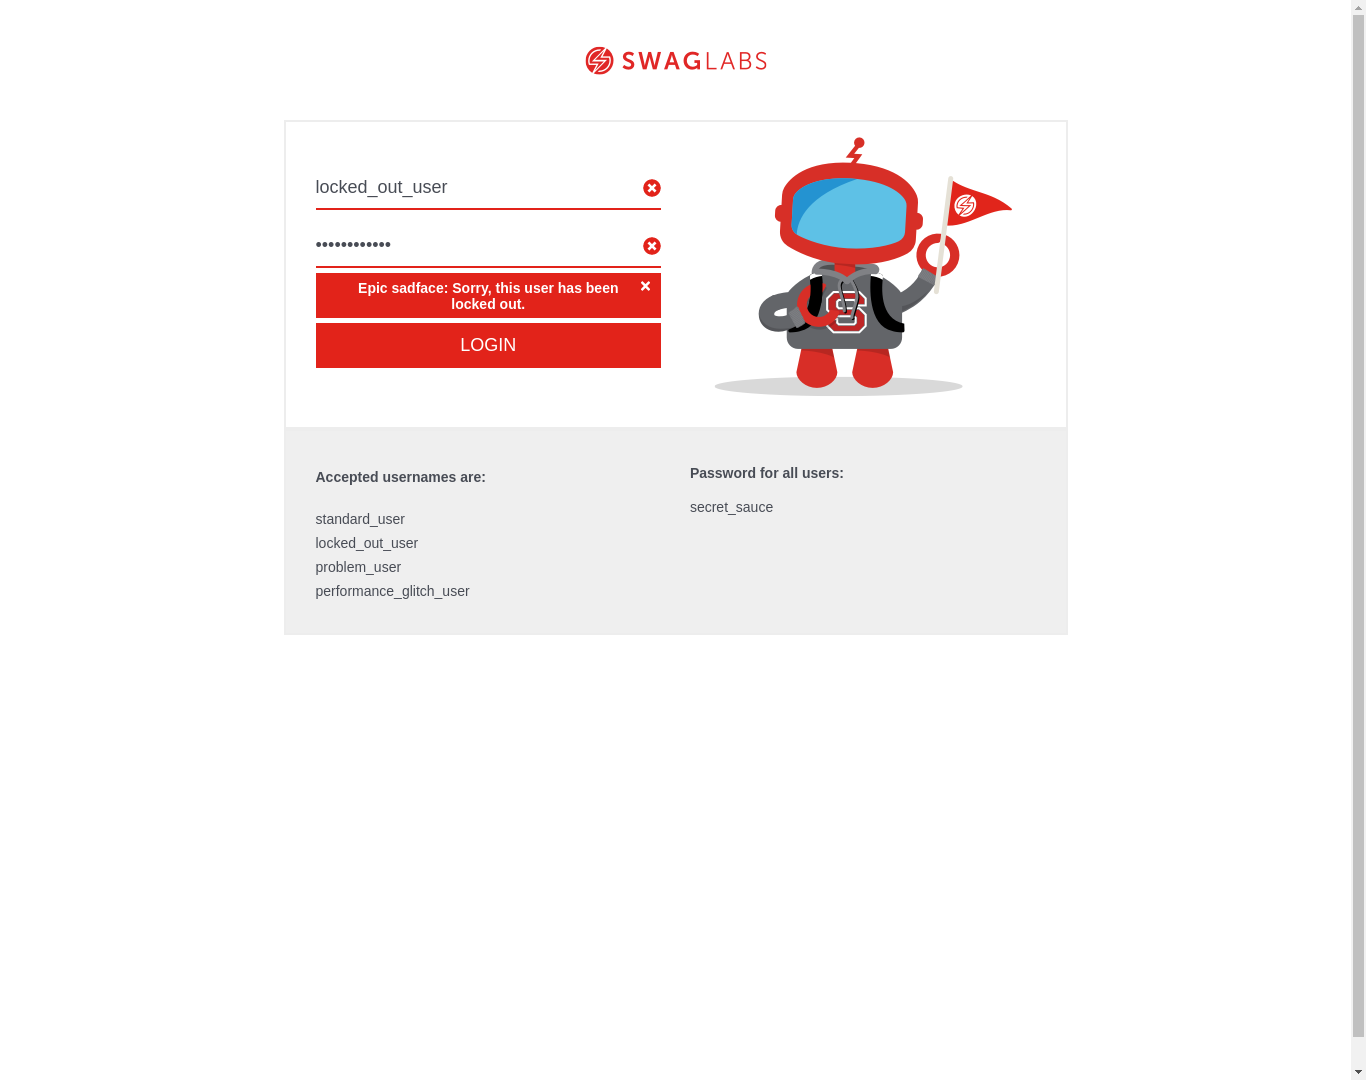 SWAGLABS
locked_out_user
••••••••••••
Epic sadface: Sorry, this user has been
locked out.
LOGIN
Accepted usernames are:
standard_user
locked_out_user
problem_user
performance_glitch_user
Password for all users:
secret_sauce